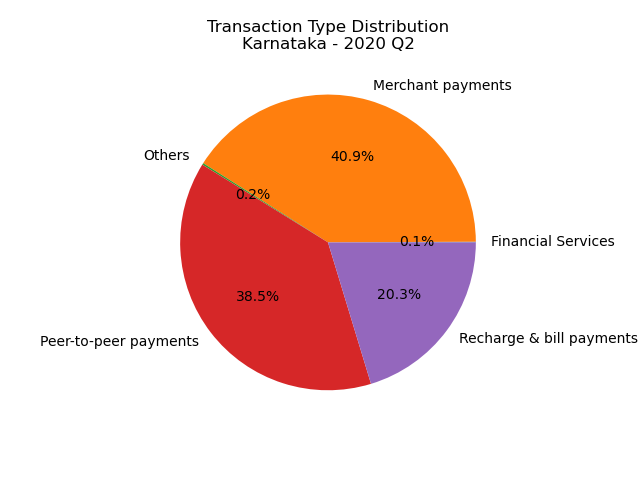 Transaction Type Distribution
Karnataka - 2020 Q2
Merchant payments
40.9%
Others
0.2%
0.1%
Financial Services
38.5%
20.3%
Peer-to-peer payments
Recharge & bill payments